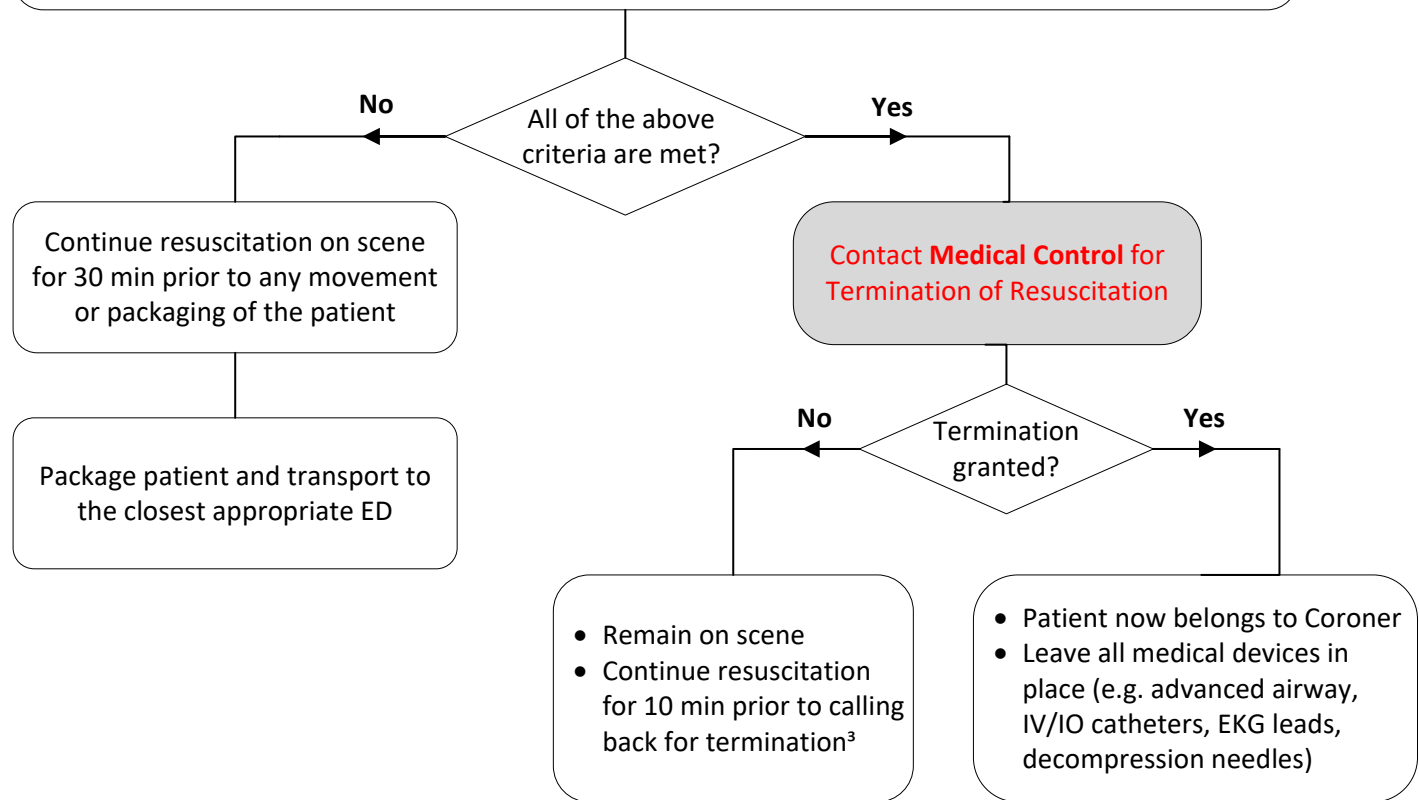 All of the above
criteria are met?
No
Yes
Continue resuscitation on scene
for 30 min prior to any movement
or packaging of the patient
Package patient and transport to
the closest appropriate ED
Contact Medical Control for
Termination of Resuscitation
Termination
granted?
No
Yes
• Remain on scene
• Continue resuscitation
for 10 min prior to calling
back for termination³
• Patient now belongs to Coroner
• Leave all medical devices in
place (e.g. advanced airway,
IV/IO catheters, EKG leads,
decompression needles)